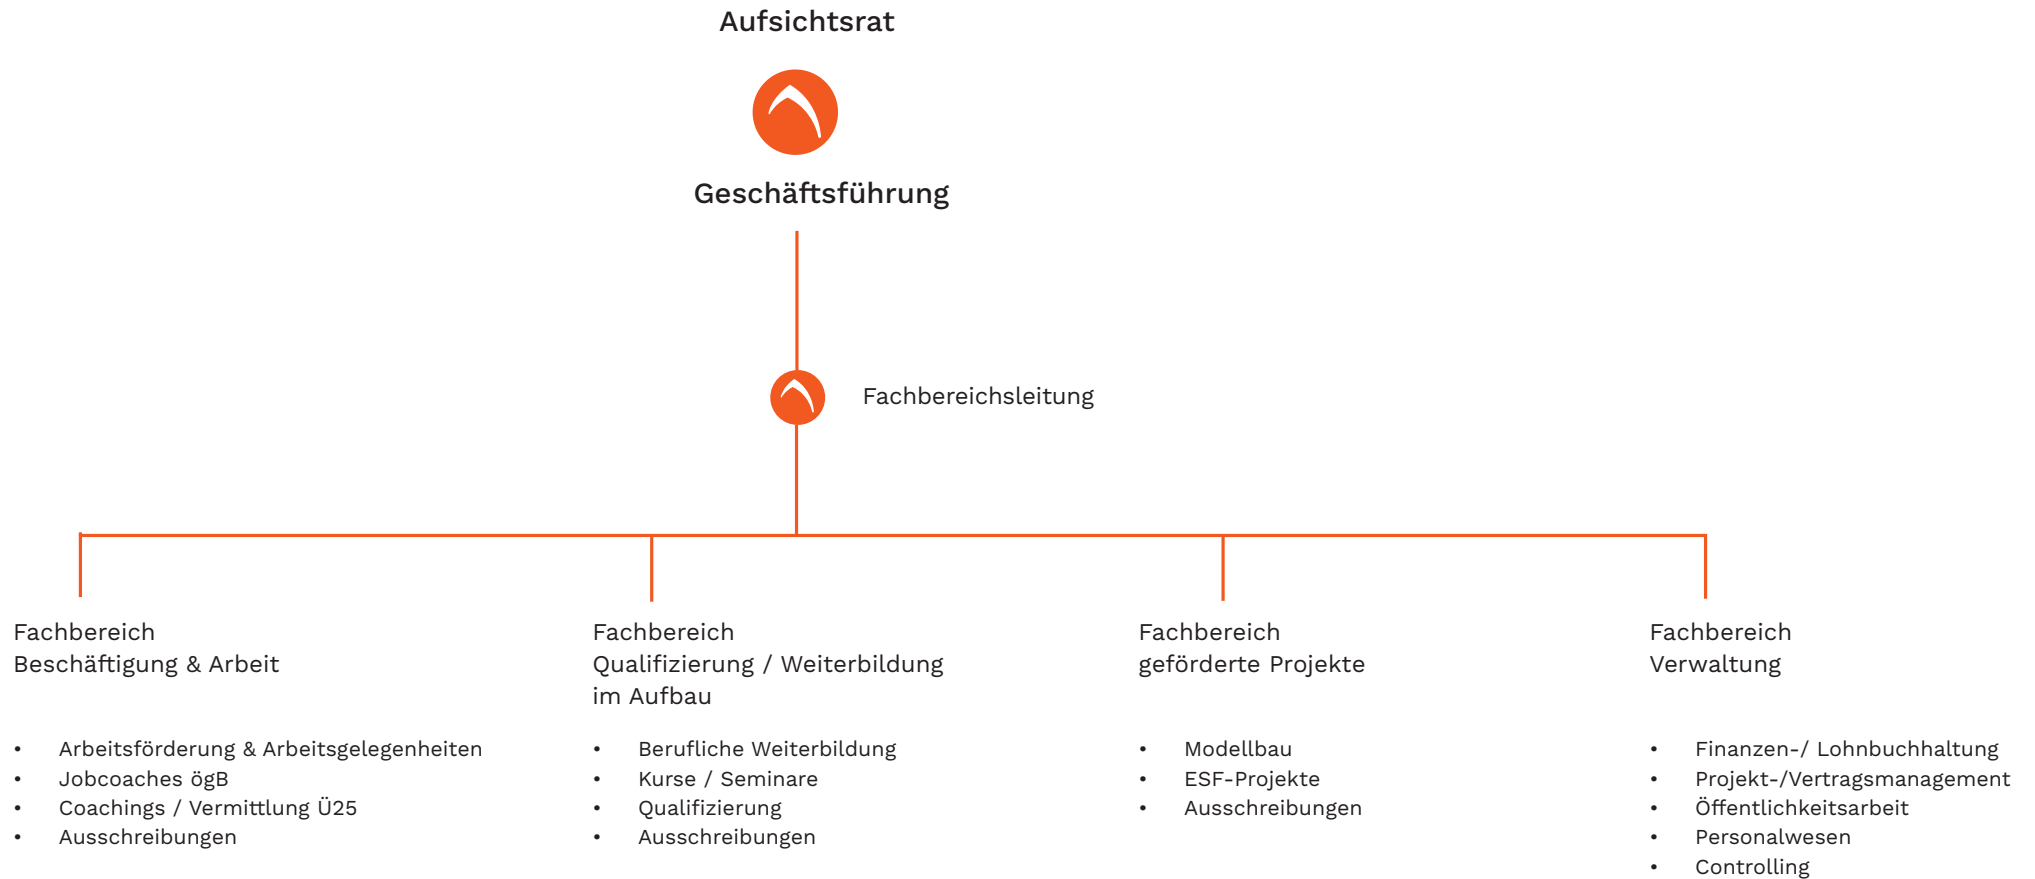 Aufsichtsrat
Geschäftsführung
Fachbereichsleitung
Fachbereich
Beschäftigung & Arbeit
• Arbeitsförderung & Arbeitsgelegenheiten
• Jobcoaches ögB
• Coachings / Vermittlung Ü25
• Ausschreibungen
Fachbereich
Qualifizierung / Weiterbildung
im Aufbau
• Berufliche Weiterbildung
• Kurse / Seminare
• Qualifizierung
• Ausschreibungen
Fachbereich
geförderte Projekte
• Modellbau
• ESF-Projekte
• Ausschreibungen
Fachbereich
Verwaltung
• Finanzen-/ Lohnbuchhaltung
• Projekt-/Vertragsmanagement
• Öffentlichkeitsarbeit
• Personalwesen
• Controlling